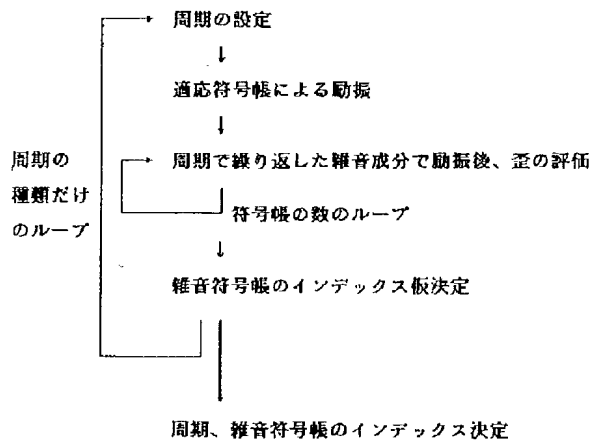 周期の設定
適応符号帳による励振
周期の
種類だけ
のループ
周期で繰り返した雑音成分で励振後、歪の評価
符号帳の数のループ
雑音符号帳のインデックス仮決定
周期、雑音符号帳のインデックス決定